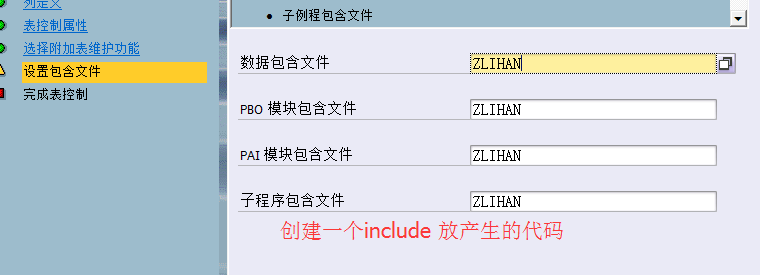 列定义
表控制属性
选择附加表维护功能
设置包含文件
完成表控制
• 子例程包含文件
数据包含文件 ZLIHAN
PBO 模块包含文件 ZLIHAN
PAI 模块包含文件 ZLIHAN
子程序包含文件 ZLIHAN
创建一个include 放产生的代码